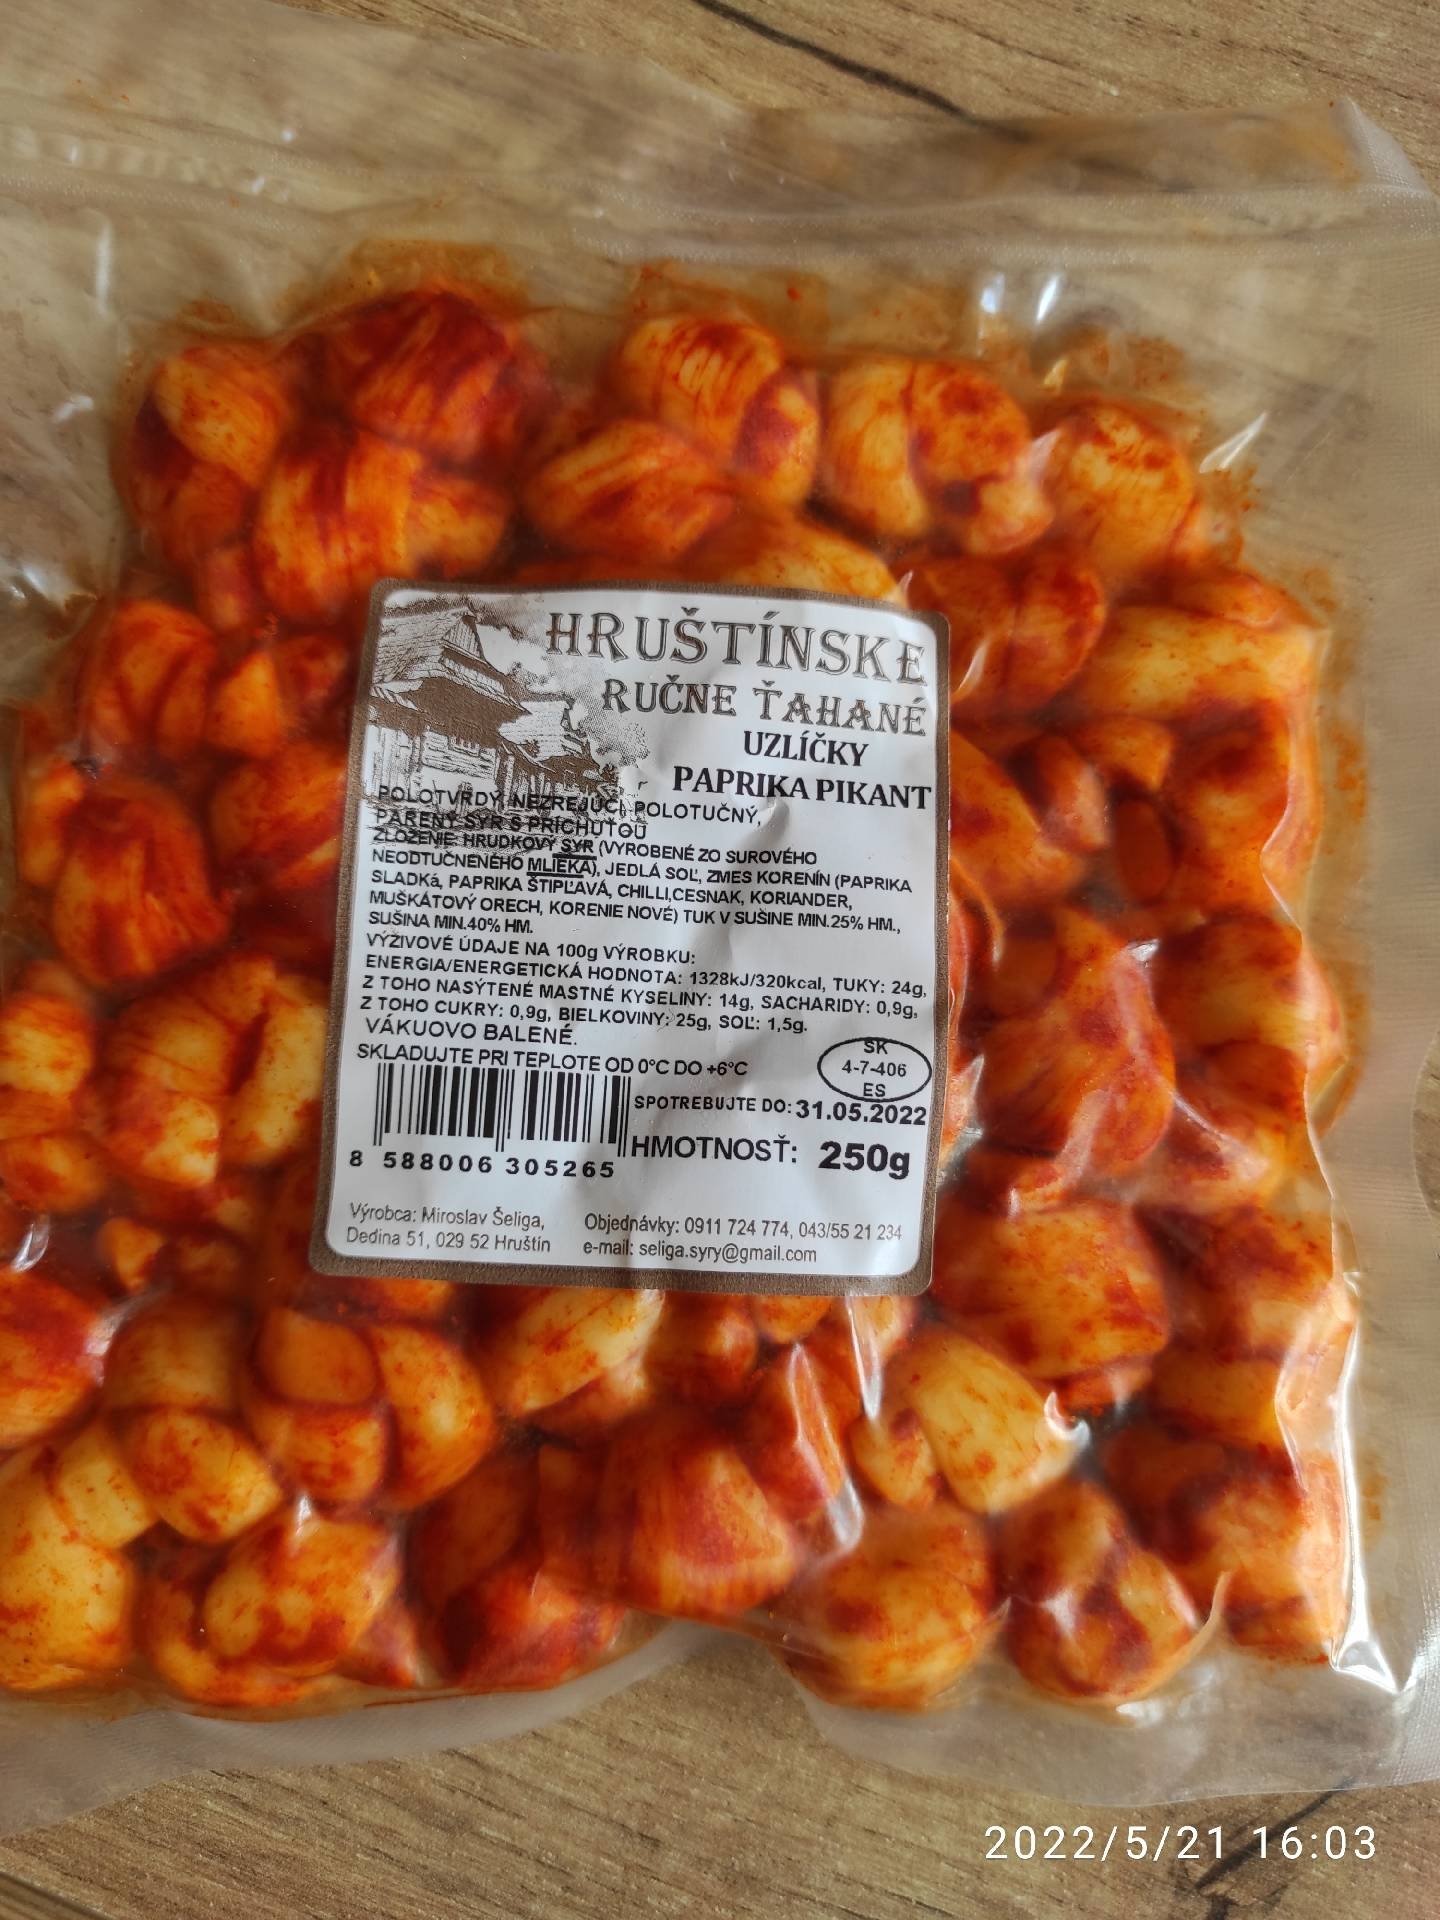 HRUŠTÍNSKE
RUČNE ŤAHANÉ
UZLÍČKY
PAPRIKA PIKANT
POLOTVRDÝ, NEZREJÚCI, POLOTUČNÝ,
PARENÝ SYR S PRÍCHUŤOU
ZLOŽENIE: HRUDKOVÝ SYR (VYROBENÉ ZO SUROVÉHO
NEODTUČNENÉHO MLIEKA), JEDLÁ SOĽ, ZMES KORENÍN (PAPRIKA
SLADKá, PAPRIKA ŠTIPĽAVÁ, CHILLI,CESNAK, KORIANDER,
MUŠKÁTOVÝ ORECH, KORENIE NOVÉ) TUK V SUŠINE MIN.25% HM.,
SUŠINA MIN.40% HM.
VÝŽIVOVÉ ÚDAJE NA 100g VÝROBKU:
ENERGIA/ENERGETICKÁ HODNOTA: 1328kJ/320kcal, TUKY: 24g,
Z TOHO NASÝTENÉ MASTNÉ KYSELINY: 14g, SACHARIDY: 0,9g,
Z TOHO CUKRY: 0,9g, BIELKOVINY: 25g, SOĽ: 1,5g.
VÁKUOVO BALENÉ.
SKLADUJTE PRI TEPLOTE OD 0°C DO +6°C
SK
4-7-406
ES
SPOTREBUJTE DO: 31.05.2022
HMOTNOSŤ: 250g
8 588006 305265
Výrobca: Miroslav Šeliga,
Dedina 51, 029 52 Hruštín
Objednávky: 0911 724 774, 043/55 21 234
e-mail: seliga.syry@gmail.com
2022/5/21 16:03